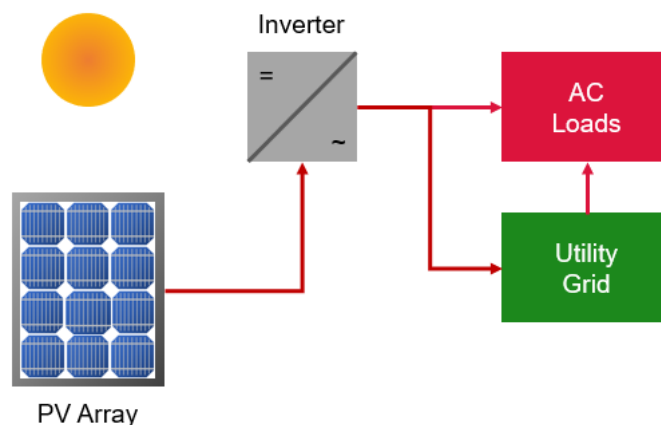 Inverter
=
~
AC
Loads
Utility
Grid
PV Array